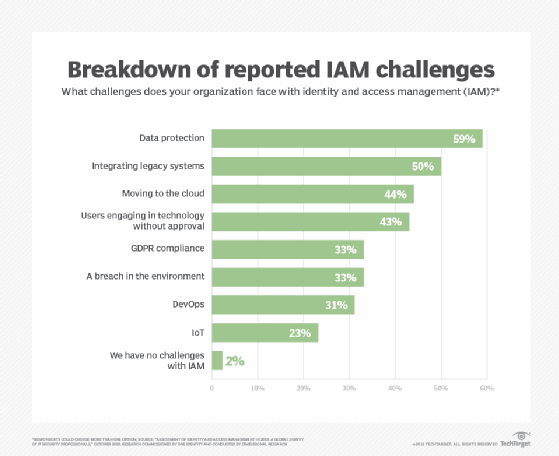 Breakdown of reported IAM challenges
What challenges does your organization face with identity and access management (IAM)?*
Data protection
59%
Integrating legacy systems
50%
Moving to the cloud
44%
Users engaging in technology
without approval
43%
GDPR compliance
33%
A breach in the environment
33%
DevOps
31%
IoT
23%
We have no challenges
with IAM
2%
0 10% 20% 30% 40% 50% 60%
TechTarget